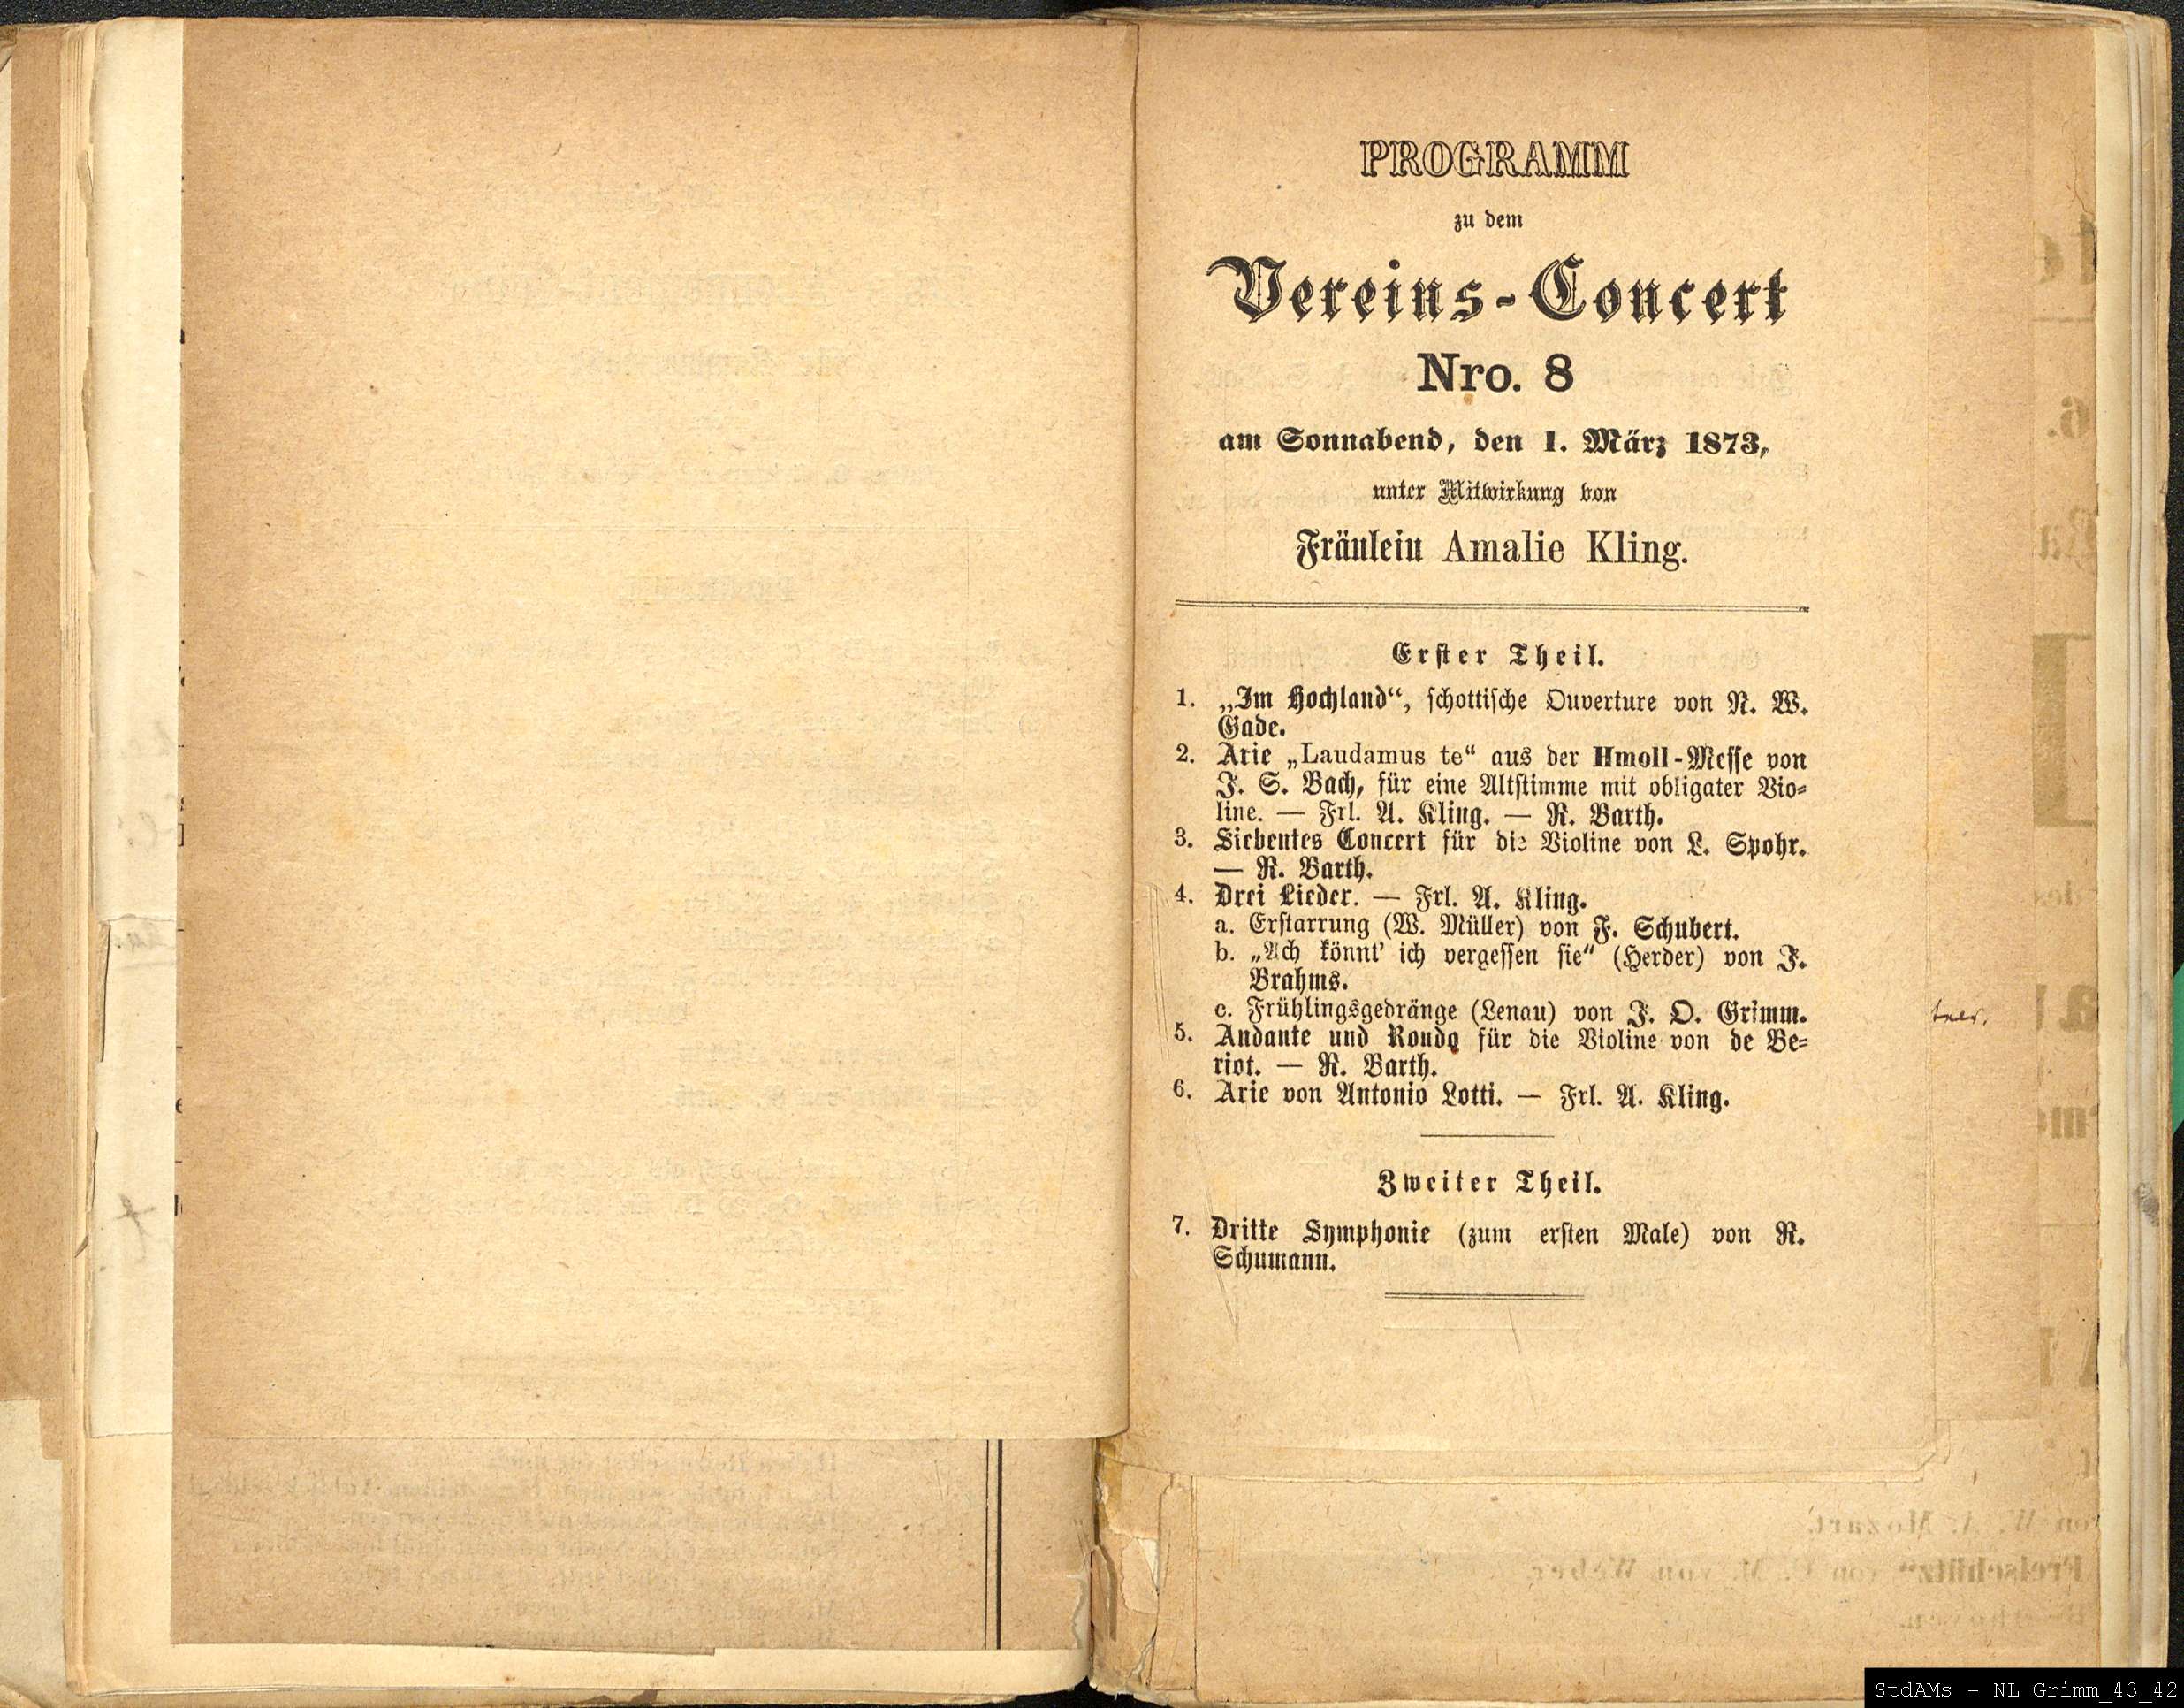 PROGRAMM
zu dem
Vereins-Concert
Nro. 8
am Sonnabend, den 1. März 1873,
unter Mitwirkung von
Fräulein Amalie Kling.
Erster Theil.
1. „Im Hochland“, schottische Ouverture von N. W.
Gade.
2. Arie „Laudamus te“ aus der Hmoll-Messe von
J. S. Bach, für eine Altstimme mit obligater Vio-
line. — Frl. A. Kling. — R. Barth.
3. Siebentes Concert für die Violine von L. Spohr.
— R. Barth.
4. Drei Lieder. — Frl. A. Kling.
a. Erstarrung (W. Müller) von F. Schubert.
b. „Ach könnt' ich vergessen sie“ (Herder) von J.
Brahms.
c. Frühlingsgedränge (Lenau) von J. O. Grimm.
5. Andante und Rondo für die Violine von de Be-
riot. — R. Barth.
6. Arie von Antonio Lotti. — Frl. A. Kling.
Zweiter Theil.
7. Dritte Symphonie (zum ersten Male) von R.
Schumann.
StdAMs - NL Grimm_43_42